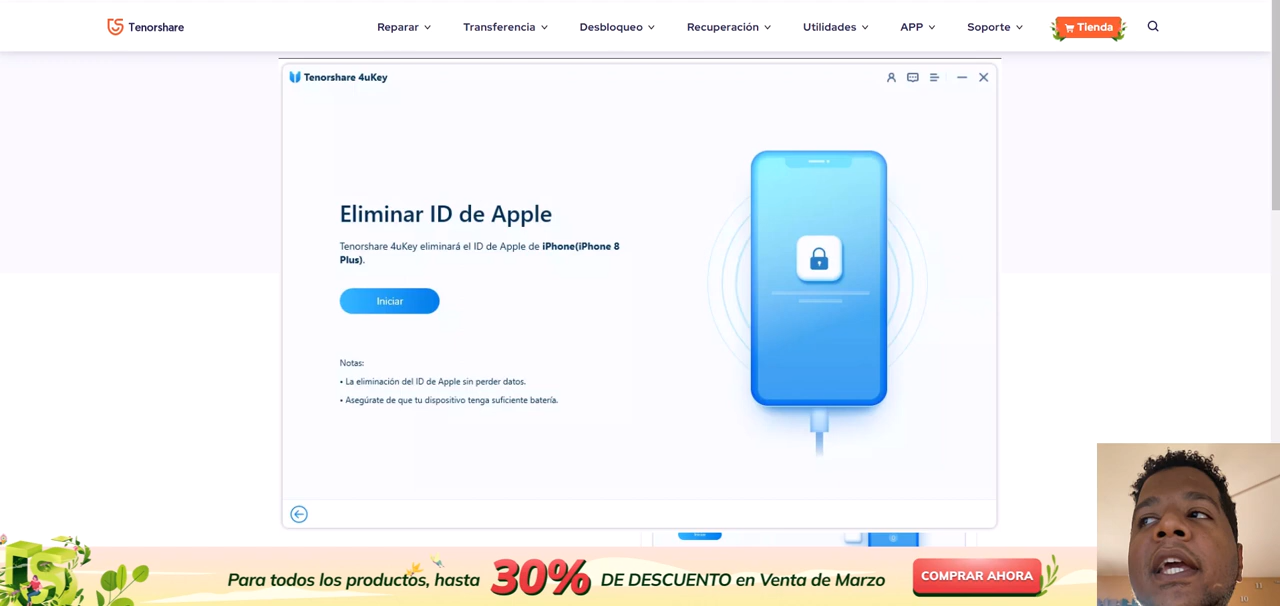 Tenorshare
Reparar Transferencia Desbloqueo Recuperación Utilidades APP Soporte Tienda
Tenorshare 4uKey
Eliminar ID de Apple
Tenorshare 4uKey eliminará el ID de Apple de iPhone(iPhone 8
Plus).
Iniciar
Notas:
• La eliminación del ID de Apple sin perder datos.
• Asegúrate de que tu dispositivo tenga suficiente batería.
Para todos los productos, hasta 30% DE DESCUENTO en Venta de Marzo COMPRAR AHORA